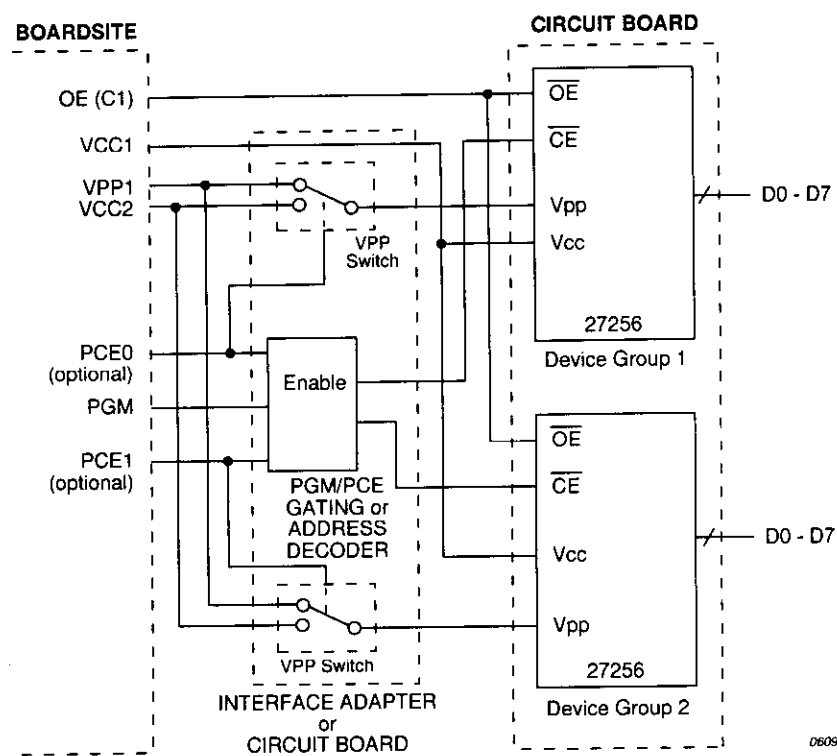 BOARDSITE
CIRCUIT BOARD
OE (C1)
VCC1
VPP1
VCC2
VPP
Switch
OE
CE
Vpp
Vcc
27256
Device Group 1
D0 - D7
PCE0
(optional)
PGM
PCE1
(optional)
Enable
PGM/PCE
GATING or
ADDRESS
DECODER
VPP Switch
INTERFACE ADAPTER
or
CIRCUIT BOARD
OE
CE
Vcc
Vpp
27256
Device Group 2
D0 - D7
0609